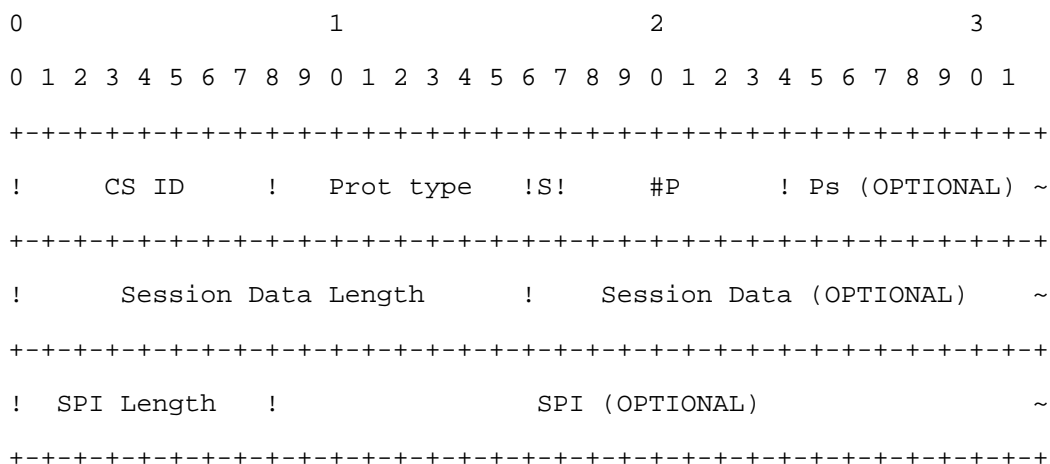 0                   1                   2                   3
0 1 2 3 4 5 6 7 8 9 0 1 2 3 4 5 6 7 8 9 0 1 2 3 4 5 6 7 8 9 0 1
+-+-+-+-+-+-+-+-+-+-+-+-+-+-+-+-+-+-+-+-+-+-+-+-+-+-+-+-+-+-+-+-+
!     CS ID     !   Prot type   !S!     #P      ! Ps (OPTIONAL) ~
+-+-+-+-+-+-+-+-+-+-+-+-+-+-+-+-+-+-+-+-+-+-+-+-+-+-+-+-+-+-+-+-+
!      Session Data Length      !    Session Data (OPTIONAL)    ~
+-+-+-+-+-+-+-+-+-+-+-+-+-+-+-+-+-+-+-+-+-+-+-+-+-+-+-+-+-+-+-+-+
!  SPI Length   !                SPI (OPTIONAL)                 ~
+-+-+-+-+-+-+-+-+-+-+-+-+-+-+-+-+-+-+-+-+-+-+-+-+-+-+-+-+-+-+-+-+